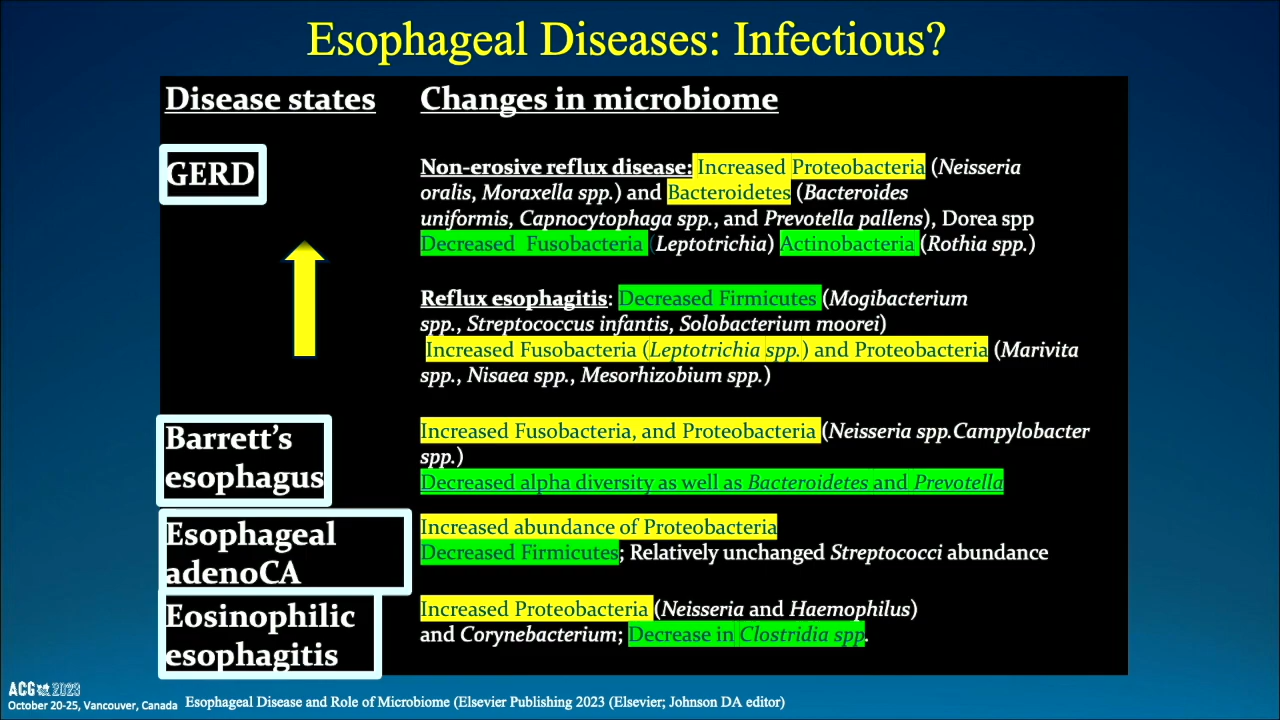 Esophageal Diseases: Infectious?
Disease states
Changes in microbiome
GERD
Non-erosive reflux disease: Increased Proteobacteria (Neisseria
oralis, Moraxella spp.) and Bacteroidetes (Bacteroides
uniformis, Capnocytophaga spp., and Prevotella pallens), Dorea spp
Decreased Fusobacteria (Leptotrichia) Actinobacteria (Rothia spp.)
Reflux esophagitis: Decreased Firmicutes (Mogibacterium
spp., Streptococcus infantis, Solobacterium moorei)
Increased Fusobacteria (Leptotrichia spp.) and Proteobacteria (Marivita
spp., Nisaea spp., Mesorhizobium spp.)
Barrett's
esophagus
Increased Fusobacteria, and Proteobacteria (Neisseria spp.Campylobacter
spp.)
Decreased alpha diversity as well as Bacteroidetes and Prevotella
Esophageal
adenoCA
Increased abundance of Proteobacteria
Decreased Firmicutes; Relatively unchanged Streptococci abundance
Eosinophilic
esophagitis
Increased Proteobacteria (Neisseria and Haemophilus)
and Corynebacterium; Decrease in Clostridia spp.
ACG 2023
October 20-25, Vancouver, Canada
Esophageal Disease and Role of Microbiome (Elsevier Publishing 2023 (Elsevier; Johnson DA editor)